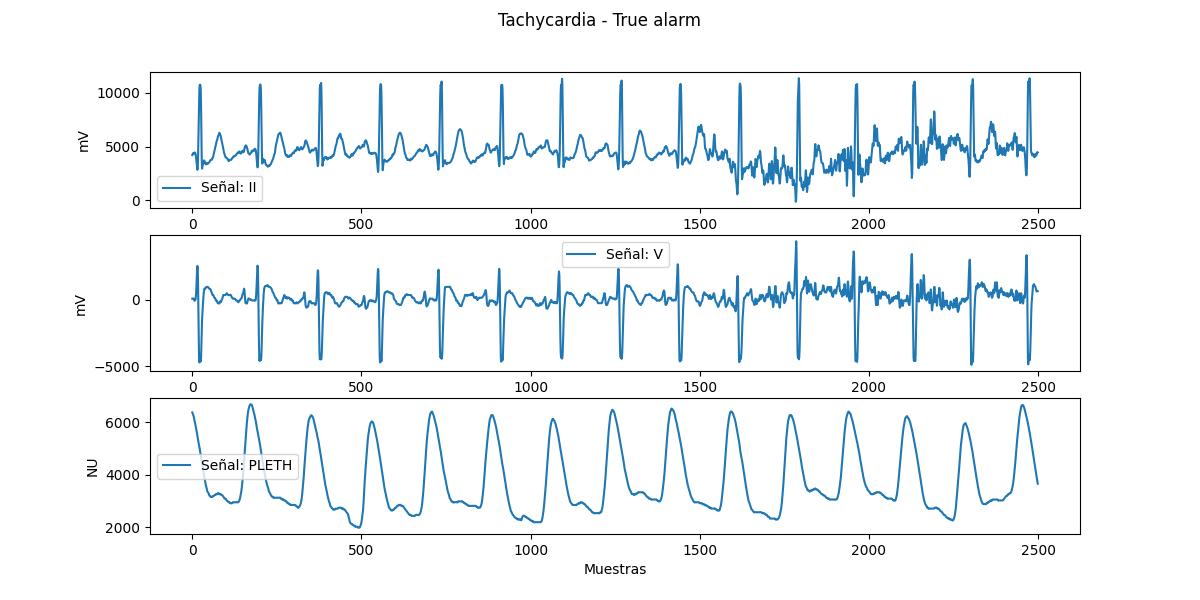 Tachycardia - True alarm
10000
5000
0
mV
Señal: II
0 500 1000 1500 2000 2500
0
−5000
mV
Señal: V
0 500 1000 1500 2000 2500
6000
4000
2000
NU
Señal: PLETH
0 500 1000 1500 2000 2500
Muestras